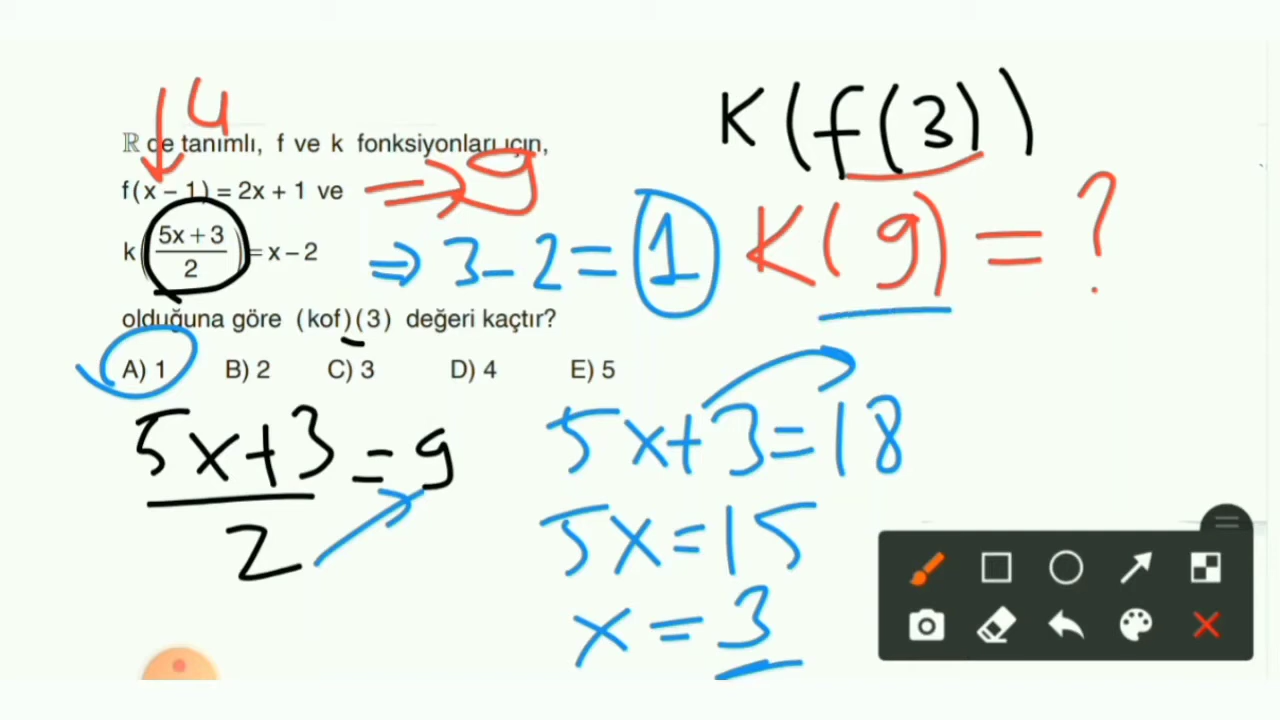 4
K(f(3))
ℝ de tanımlı, f ve k fonksiyonları için,
f(x − 1) = 2x + 1 ve ⇒ 9
k(5x + 3 / 2) = x − 2 ⇒ 3 - 2 = 1
K(9) = ?
olduğuna göre (kof)(3) değeri kaçtır?
A) 1 B) 2 C) 3 D) 4 E) 5
5x+3 / 2 = 9
5x+3=18
5x=15
x=3